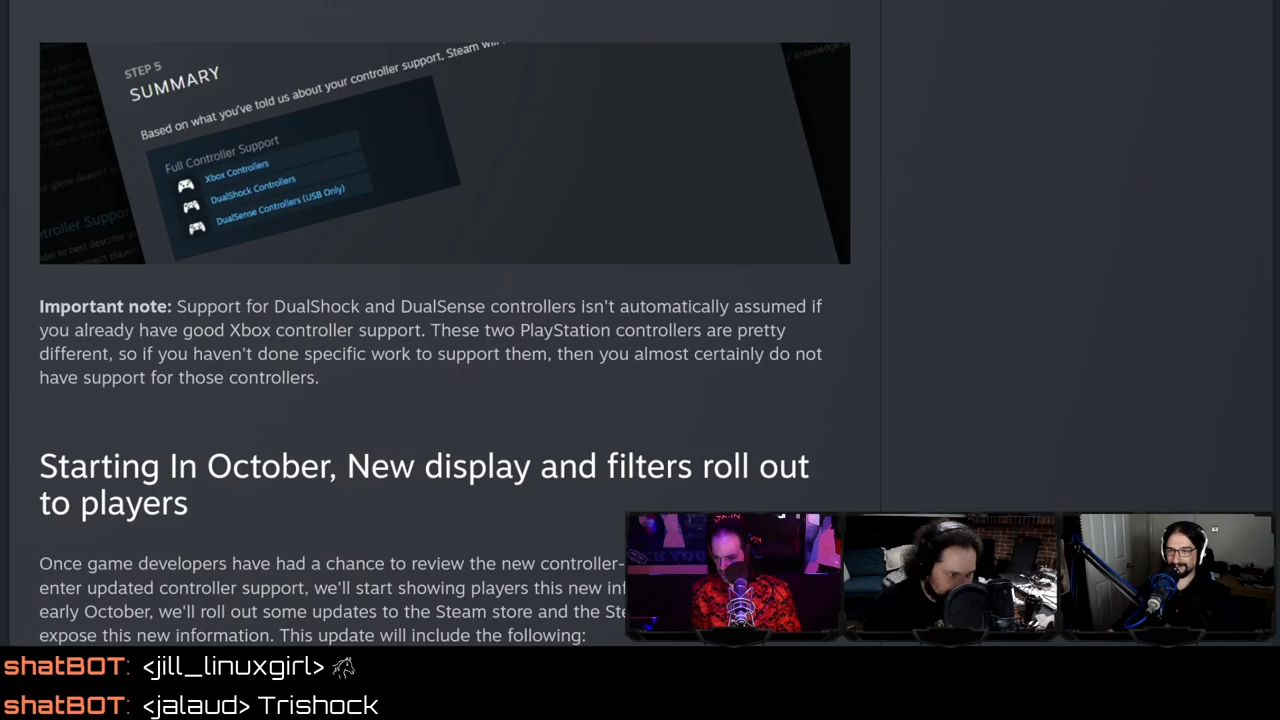 STEP 5
SUMMARY
Based on what you've told us about your controller support, Steam will
Full Controller Support
Xbox Controllers
DualShock Controllers
DualSense Controllers (USB Only)
Important note: Support for DualShock and DualSense controllers isn't automatically assumed if
you already have good Xbox controller support. These two PlayStation controllers are pretty
different, so if you haven't done specific work to support them, then you almost certainly do not
have support for those controllers.
Starting In October, New display and filters roll out
to players
Once game developers have had a chance to review the new controller-
enter updated controller support, we'll start showing players this new
early October, we'll roll out some updates to the Steam store and the
expose this new information. This update will include the following:
shatBOT: <jill_linuxgirl> 🐴
shatBOT: <jalaud> Trishock